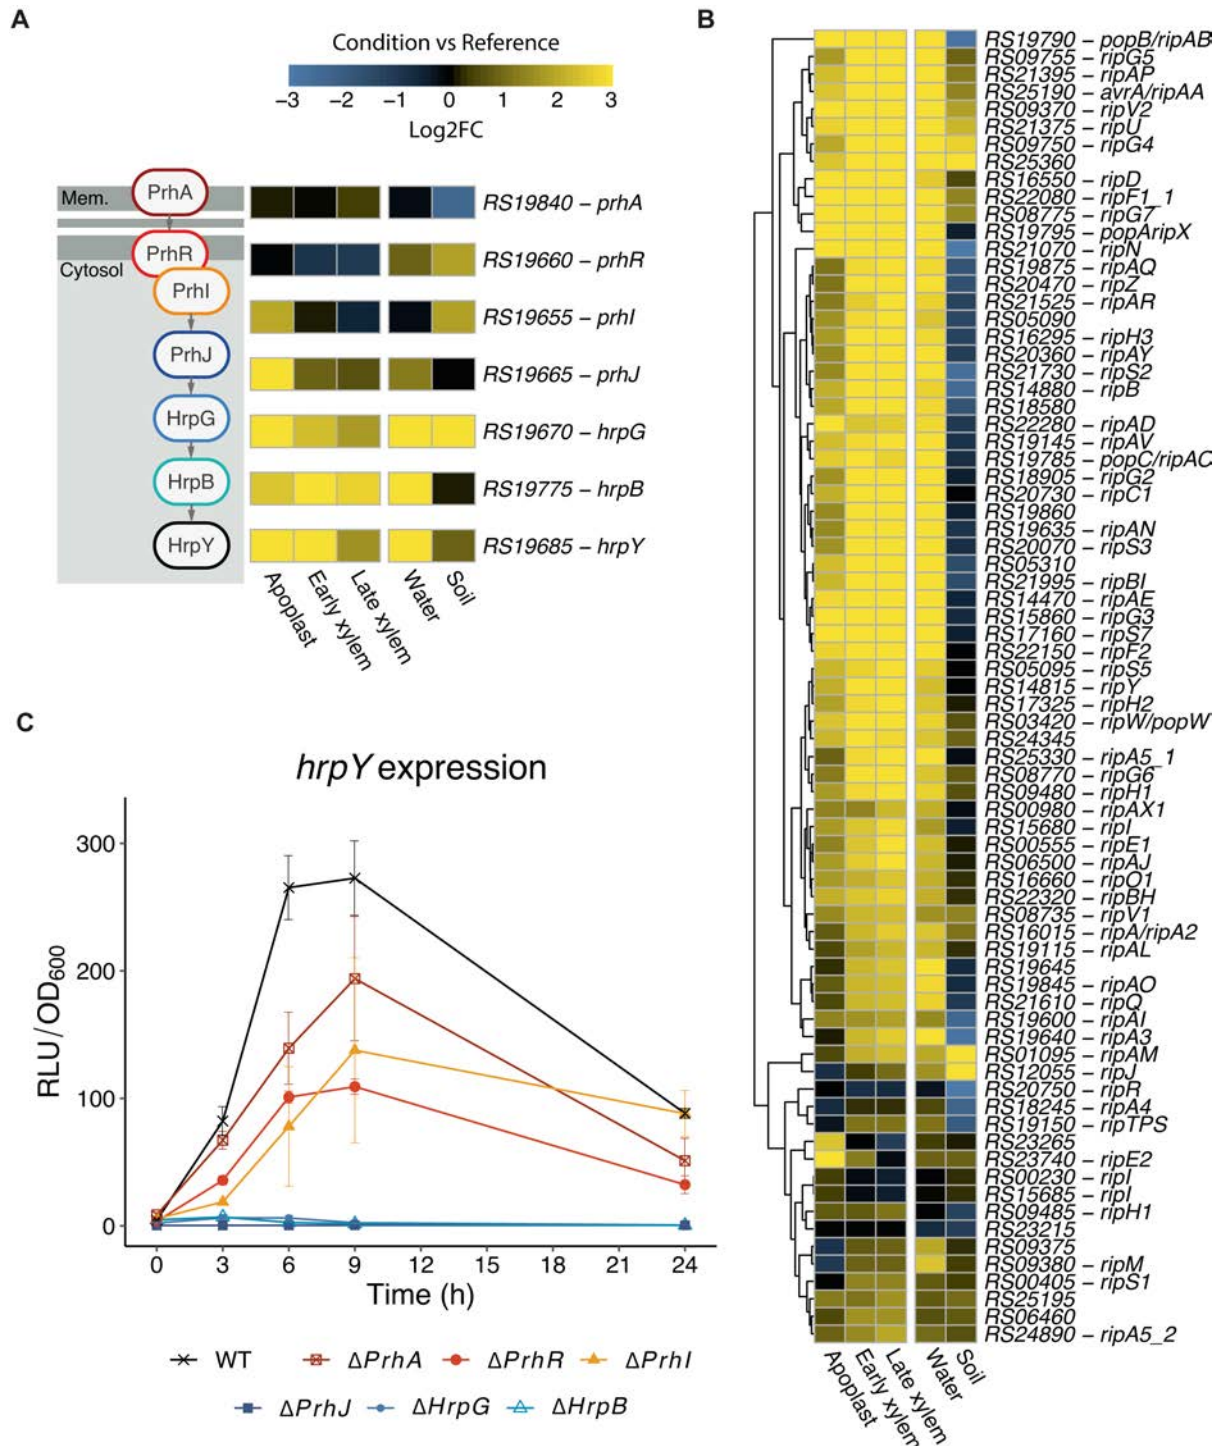 A
Condition vs Reference
−3 −2 −1 0 1 2 3
Log2FC
Mem.
PrhA
PrhR
Cytosol
PrhI
PrhJ
HrpG
HrpB
HrpY
RS19840 – prhA
RS19660 – prhR
RS19655 – prhI
RS19665 – prhJ
RS19670 – hrpG
RS19775 – hrpB
RS19685 – hrpY
Apoplast
Early xylem
Late xylem
Water
Soil
B
RS19790 – popB/ripAB
RS09755 – ripG5
RS21395 – ripAP
RS25190 – avrA/ripAA
RS09370 – ripV2
RS21375 – ripU
RS09750 – ripG4
RS25360
RS16550 – ripD
RS22080 – ripF1_1
RS08775 – ripG7
RS19795 – popAripX
RS21070 – ripN
RS19875 – ripAQ
RS20470 – ripZ
RS21525 – ripAR
RS05090
RS16295 – ripH3
RS20360 – ripAY
RS21730 – ripS2
RS14880 – ripB
RS18580
RS22280 – ripAD
RS19145 – ripAV
RS19785 – popC/ripAC
RS18905 – ripG2
RS20730 – ripC1
RS19860
RS19635 – ripAN
RS20070 – ripS3
RS05310
RS21995 – ripBI
RS14470 – ripAE
RS15860 – ripG3
RS17160 – ripS7
RS22150 – ripF2
RS05095 – ripS5
RS14815 – ripY
RS17325 – ripH2
RS03420 – ripW/popW
RS24345
RS25330 – ripA5_1
RS08770 – ripG6
RS09480 – ripH1
RS00980 – ripAX1
RS15680 – ripI
RS00555 – ripE1
RS06500 – ripAJ
RS16660 – ripO1
RS22320 – ripBH
RS08735 – ripV1
RS16015 – ripA/ripA2
RS19115 – ripAL
RS19645
RS19845 – ripAO
RS21610 – ripQ
RS19600 – ripAI
RS19640 – ripA3
RS01095 – ripAM
RS12055 – ripJ
RS20750 – ripR
RS18245 – ripA4
RS19150 – ripTPS
RS23265
RS23740 – ripE2
RS00230 – ripI
RS15685 – ripI
RS09485 – ripH1
RS23215
RS09375
RS09380 – ripM
RS00405 – ripS1
RS25195
RS06460
RS24890 – ripA5_2
Apoplast
Early xylem
Late xylem
Water
Soil
C
hrpY expression
RLU/OD600
300
200
100
0
0 3 6 9 12 15 18 21 24
Time (h)
WT ΔPrhA ΔPrhR ΔPrhI
ΔPrhJ ΔHrpG ΔHrpB